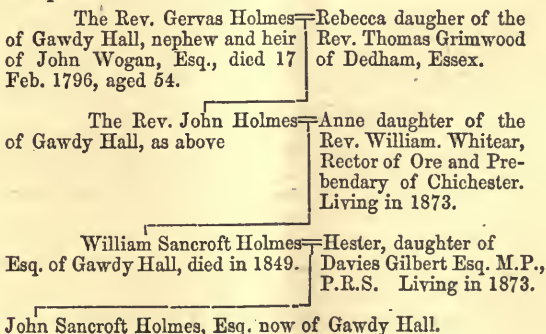 The Rev. Gervas Holmes
of Gawdy Hall, nephew and heir
of John Wogan, Esq., died 17
Feb. 1796, aged 54.
Rebecca daugher of the
Rev. Thomas Grimwood
of Dedham, Essex.
The Rev. John Holmes
of Gawdy Hall, as above
Anne daughter of the
Rev. William. Whitear,
Rector of Ore and Pre-
bendary of Chichester.
Living in 1873.
William Sancroft Holmes
Esq. of Gawdy Hall, died in 1849.
Hester, daughter of
Davies Gilbert Esq. M.P.,
P.R.S. Living in 1873.
John Sancroft Holmes, Esq. now of Gawdy Hall.